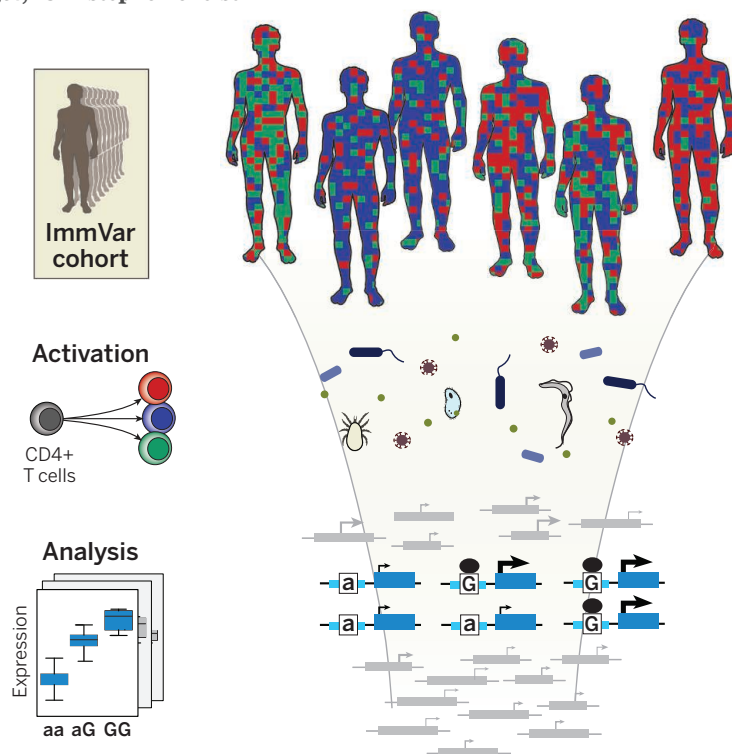 ImmVar
cohort
Activation
CD4+
T cells
Analysis
Expression
aa aG GG
a G G
a a G